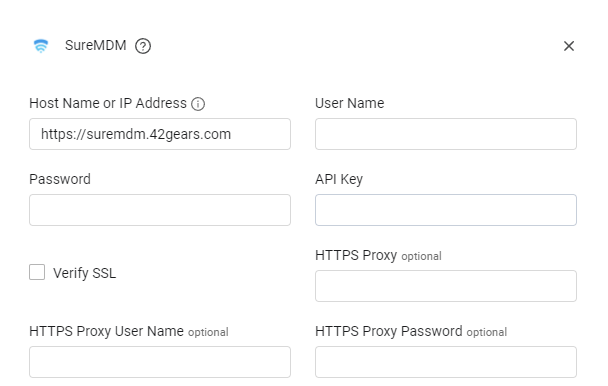 SureMDM
Host Name or IP Address
User Name
https://suremdm.42gears.com
Password
API Key
Verify SSL
HTTPS Proxy optional
HTTPS Proxy User Name optional
HTTPS Proxy Password optional